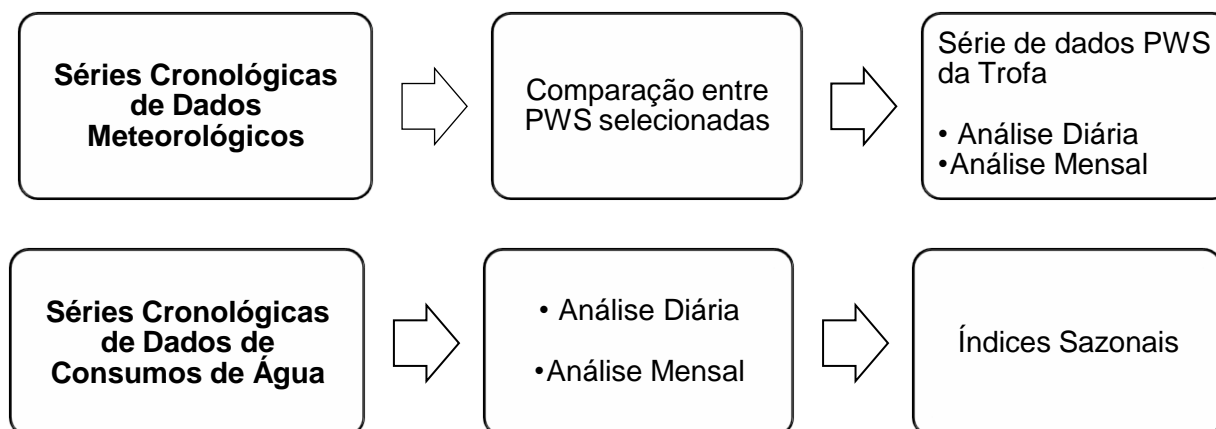 Séries Cronológicas
de Dados
Meteorológicos
Comparação entre
PWS selecionadas
Série de dados PWS
da Trofa
• Análise Diária
•Análise Mensal
Séries Cronológicas
de Dados de
Consumos de Água
• Análise Diária
•Análise Mensal
Índices Sazonais